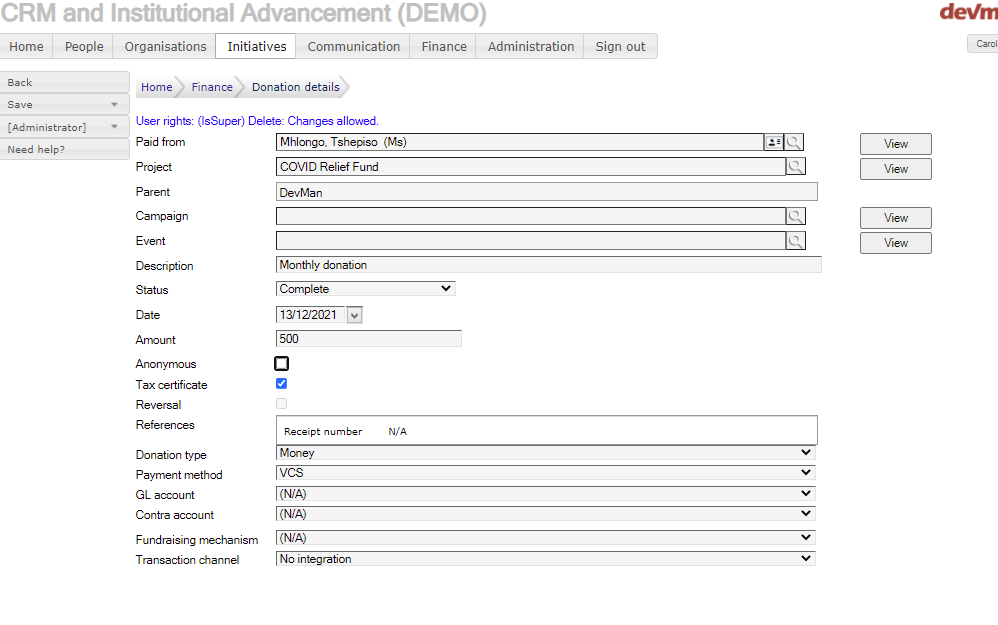 CRM and Institutional Advancement (DEMO)
devm
Home People Organisations Initiatives Communication Finance Administration Sign out
Carol
Back
Save
[Administrator]
Need help?
Home Finance Donation details
User rights: (IsSuper) Delete: Changes allowed.
Paid from Mhlongo, Tshepiso (Ms) View
Project COVID Relief Fund View
Parent DevMan
Campaign View
Event View
Description Monthly donation
Status Complete
Date 13/12/2021
Amount 500
Anonymous
Tax certificate
Reversal
References
Receipt number N/A
Donation type Money
Payment method VCS
GL account (N/A)
Contra account (N/A)
Fundraising mechanism (N/A)
Transaction channel No integration